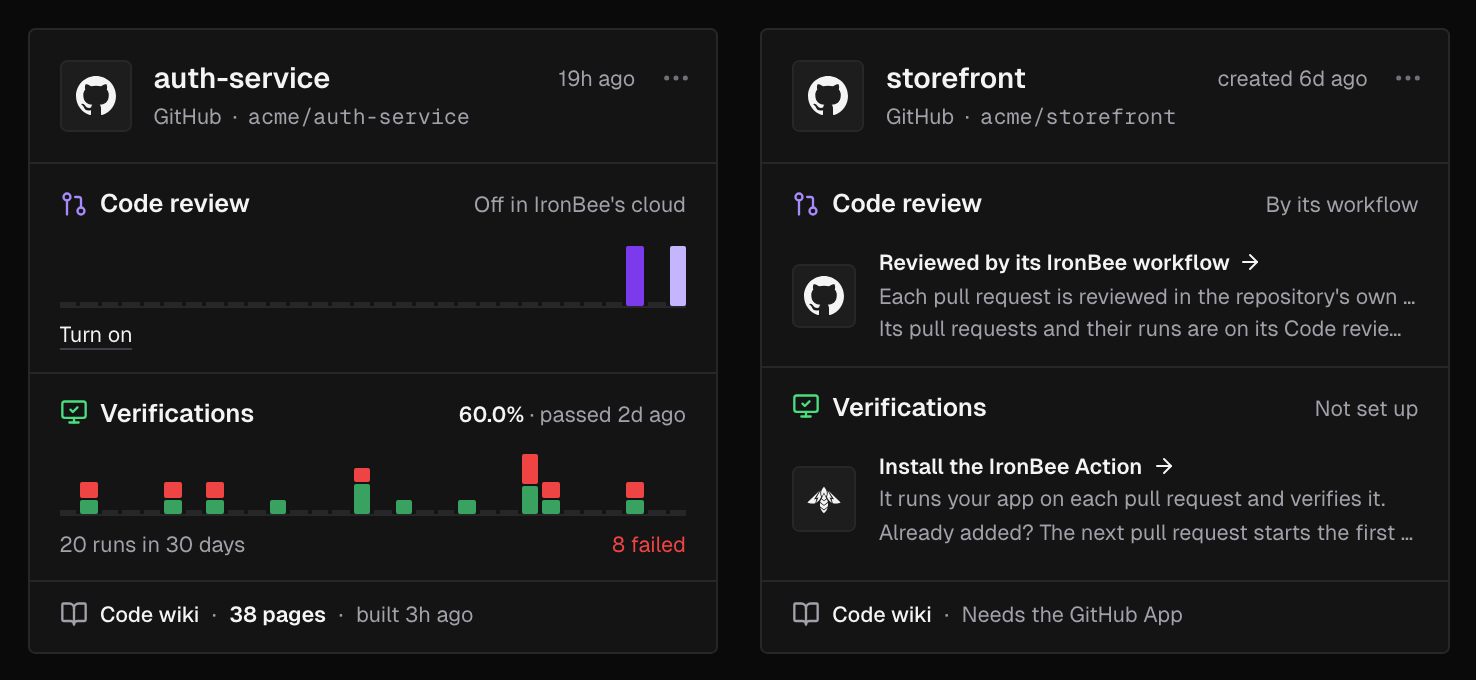 auth-service
19h ago
GitHub · acme/auth-service
Code review
Off in IronBee's cloud
Turn on
Verifications
60.0% · passed 2d ago
20 runs in 30 days
8 failed
Code wiki · 38 pages · built 3h ago
storefront
created 6d ago
GitHub · acme/storefront
Code review
By its workflow
Reviewed by its IronBee workflow →
Each pull request is reviewed in the repository's own ...
Its pull requests and their runs are on its Code revie...
Verifications
Not set up
Install the IronBee Action →
It runs your app on each pull request and verifies it.
Already added? The next pull request starts the first ...
Code wiki · Needs the GitHub App